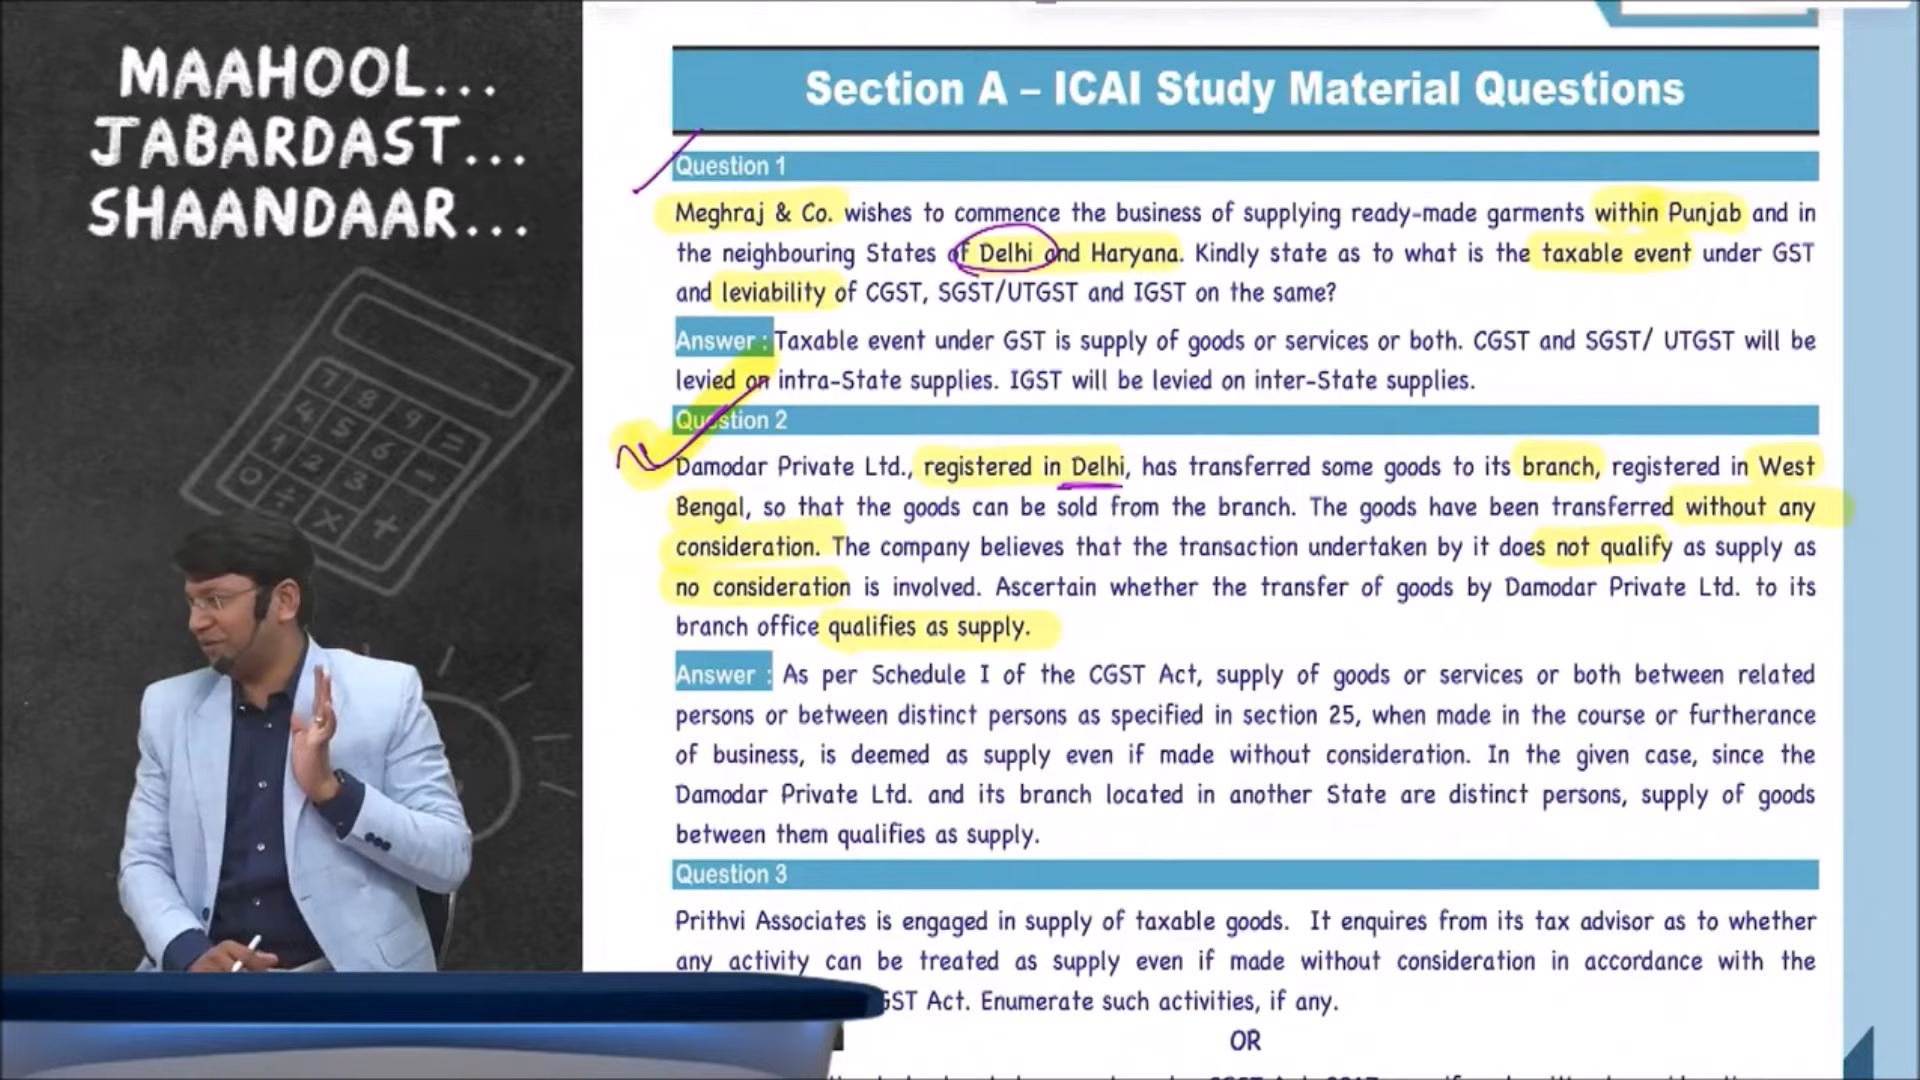 MAAHOOL...
JABARDAST...
SHAANDAAR...
7 8 9 =
4 5 6 -
1 2 3
0 ÷ × +
Section A – ICAI Study Material Questions
Question 1
Meghraj & Co. wishes to commence the business of supplying ready-made garments within Punjab and in
the neighbouring States of Delhi and Haryana. Kindly state as to what is the taxable event under GST
and leviability of CGST, SGST/UTGST and IGST on the same?
Answer : Taxable event under GST is supply of goods or services or both. CGST and SGST/ UTGST will be
levied on intra-State supplies. IGST will be levied on inter-State supplies.
Question 2
Damodar Private Ltd., registered in Delhi, has transferred some goods to its branch, registered in West
Bengal, so that the goods can be sold from the branch. The goods have been transferred without any
consideration. The company believes that the transaction undertaken by it does not qualify as supply as
no consideration is involved. Ascertain whether the transfer of goods by Damodar Private Ltd. to its
branch office qualifies as supply.
Answer : As per Schedule I of the CGST Act, supply of goods or services or both between related
persons or between distinct persons as specified in section 25, when made in the course or furtherance
of business, is deemed as supply even if made without consideration. In the given case, since the
Damodar Private Ltd. and its branch located in another State are distinct persons, supply of goods
between them qualifies as supply.
Question 3
Prithvi Associates is engaged in supply of taxable goods. It enquires from its tax advisor as to whether
any activity can be treated as supply even if made without consideration in accordance with the
GST Act. Enumerate such activities, if any.
OR